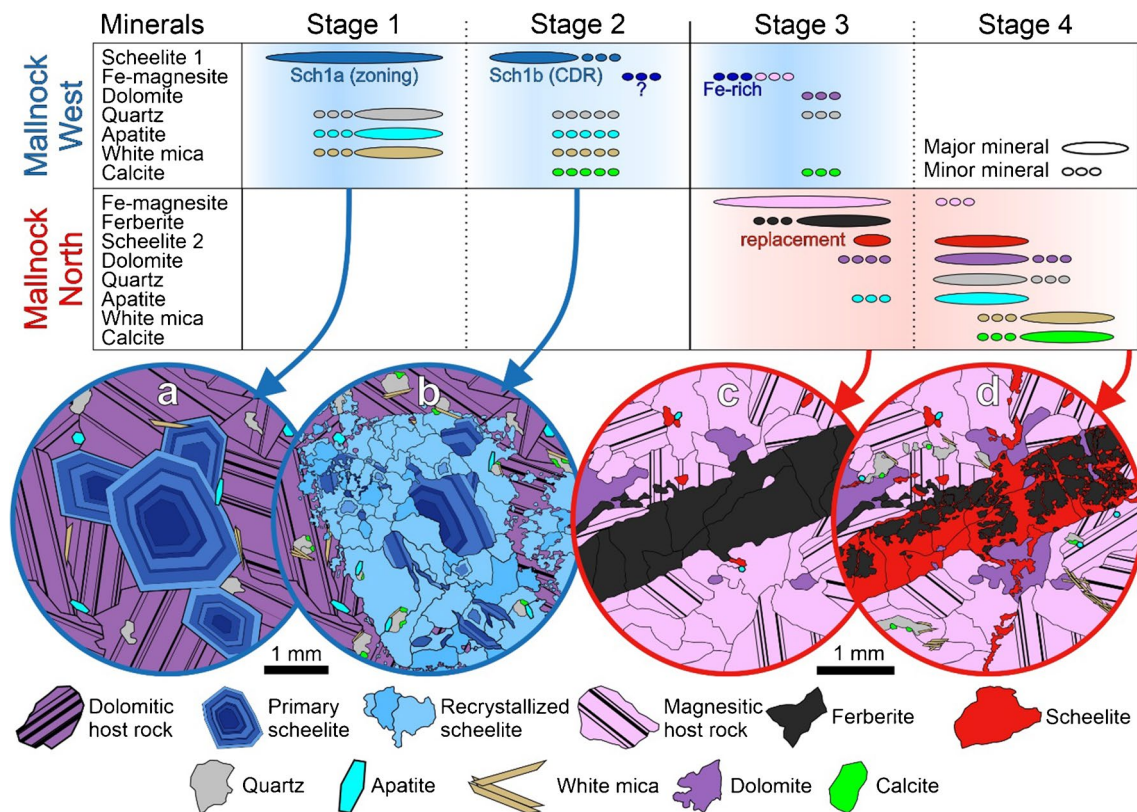 Minerals Stage 1 Stage 2 Stage 3 Stage 4
Mallnock
West
Scheelite 1
Fe-magnesite
Dolomite
Quartz
Apatite
White mica
Calcite
Sch1a (zoning)
Sch1b (CDR)
?
Fe-rich
Major mineral
Minor mineral
Mallnock
North
Fe-magnesite
Ferberite
Scheelite 2
Dolomite
Quartz
Apatite
White mica
Calcite
replacement
a
b
c
d
1 mm
1 mm
Dolomitic
host rock
Primary
scheelite
Recrystallized
scheelite
Magnesitic
host rock
Ferberite
Scheelite
Quartz
Apatite
White mica
Dolomite
Calcite